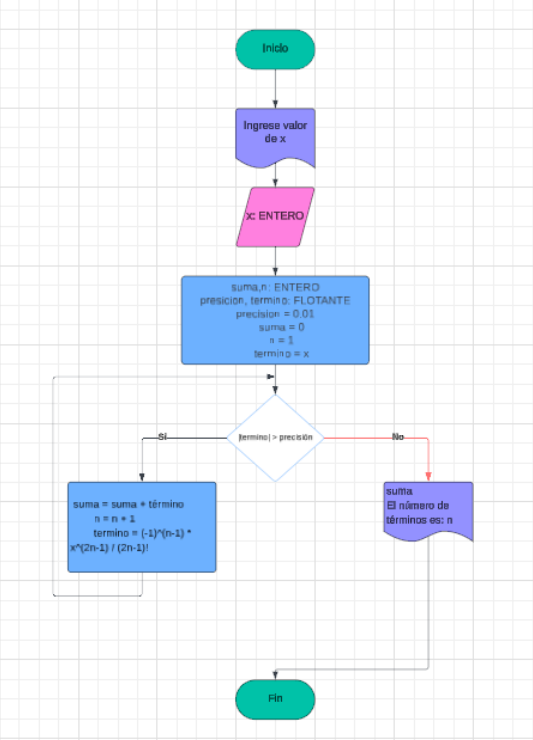 Inicio
Ingrese valor
de x
x: ENTERO
suma,n: ENTERO
presicion, termino: FLOTANTE
precision = 0.01
suma = 0
n = 1
termino = x
|termino| > precisión
Si
No
suma = suma + término
n = n + 1
termino = (-1)^(n-1) *
x^(2n-1) / (2n-1)!
suma
El número de
términos es: n
Fin